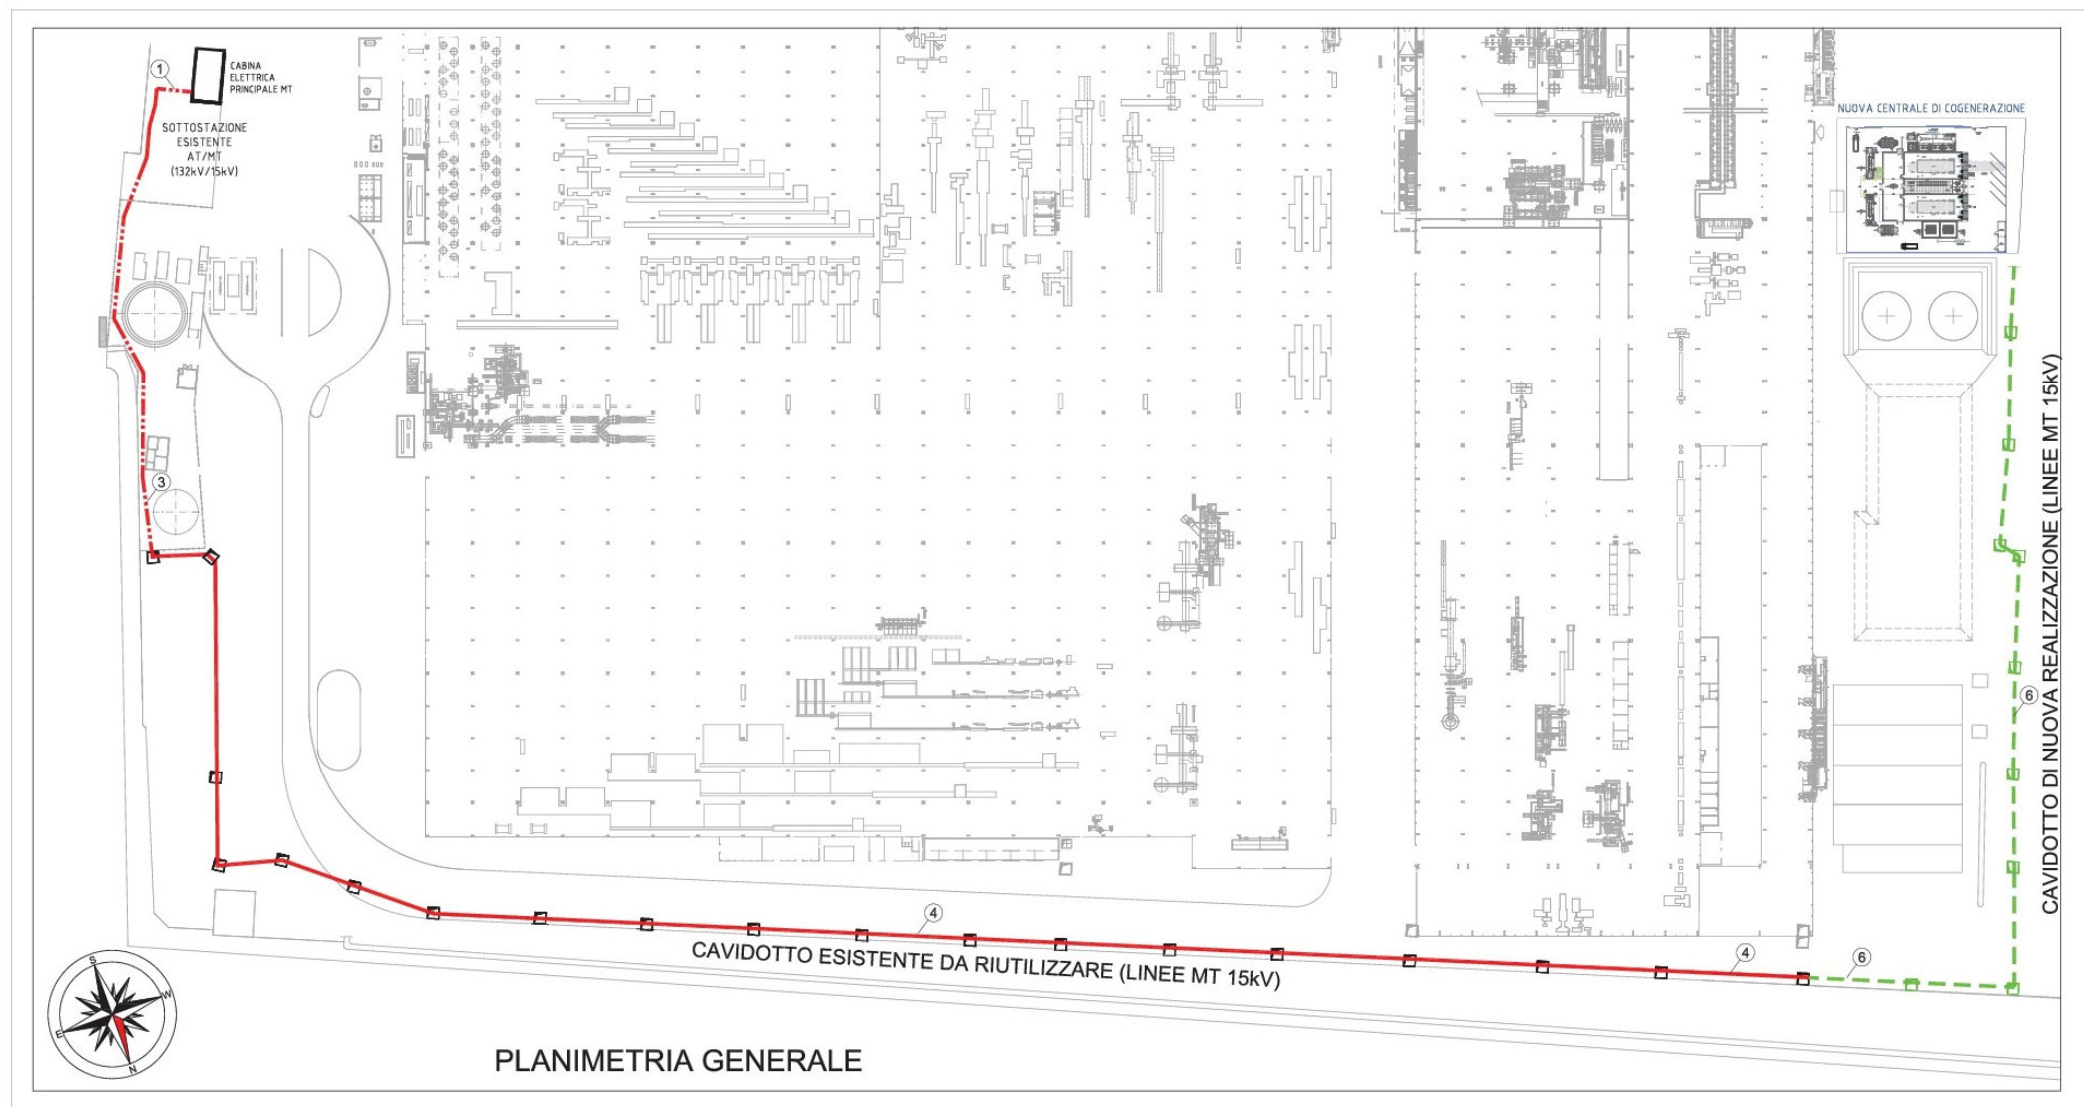 1
CABINA
ELETTRICA
PRINCIPALE MT
SOTTOSTAZIONE
ESISTENTE
AT/MT
(132kV/15kV)
NUOVA CENTRALE DI COGENERAZIONE
3
CAVIDOTTO DI NUOVA REALIZZAZIONE (LINEE MT 15kV)
6
4
CAVIDOTTO ESISTENTE DA RIUTILIZZARE (LINEE MT 15kV)
4
6
S
W
E
N
PLANIMETRIA GENERALE